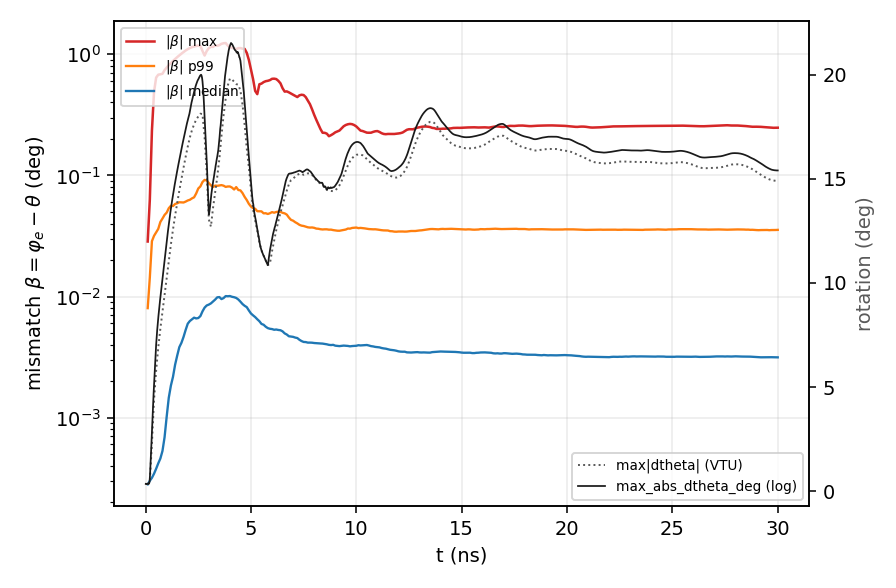 |β| max
|β| p99
|β| median
10⁰
10⁻¹
10⁻²
10⁻³
mismatch β = φₑ − θ (deg)
20
15
10
5
0
rotation (deg)
max|dtheta| (VTU)
max_abs_dtheta_deg (log)
0 5 10 15 20 25 30
t (ns)